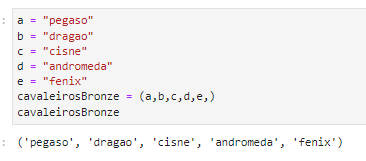 : a = "pegaso"
b = "dragao"
c = "cisne"
d = "andromeda"
e = "fenix"
cavaleirosBronze = (a,b,c,d,e,)
cavaleirosBronze
: ('pegaso', 'dragao', 'cisne', 'andromeda', 'fenix')